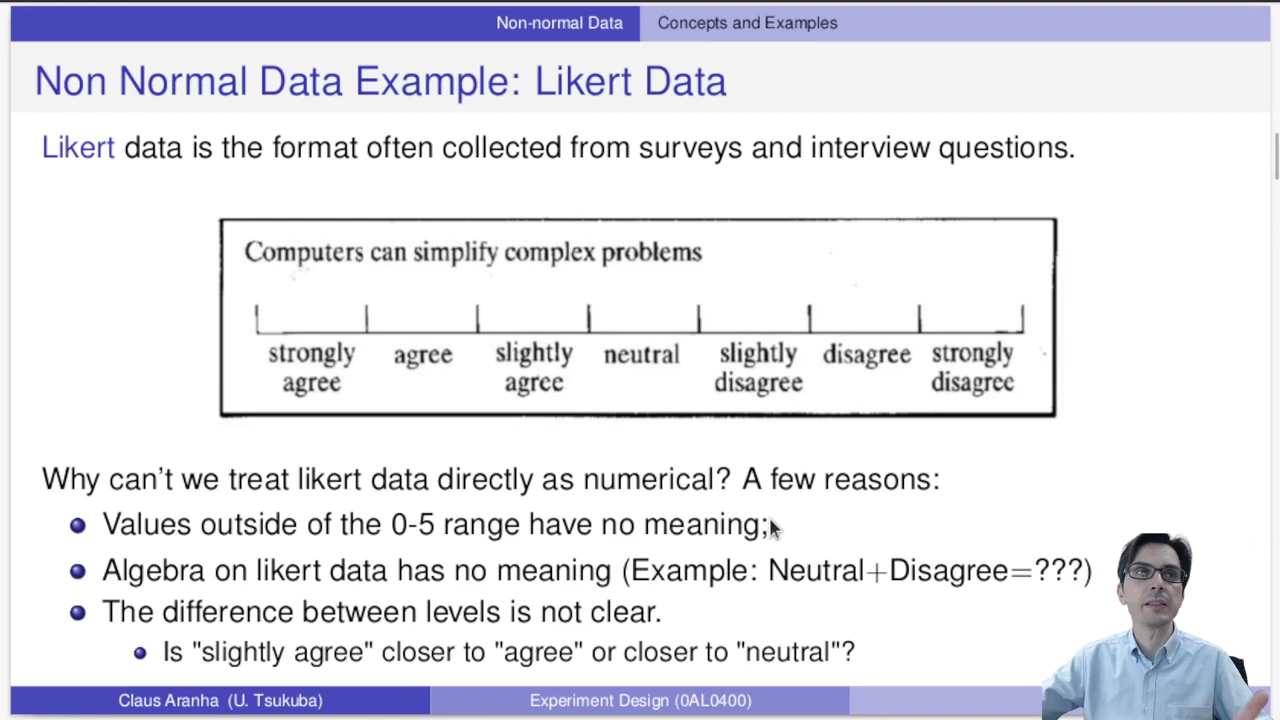 Non-normal Data Concepts and Examples
Non Normal Data Example: Likert Data
Likert data is the format often collected from surveys and interview questions.
Computers can simplify complex problems
strongly agree slightly neutral slightly disagree strongly
agree agree disagree disagree
Why can't we treat likert data directly as numerical? A few reasons:
Values outside of the 0-5 range have no meaning;
Algebra on likert data has no meaning (Example: Neutral+Disagree=???)
The difference between levels is not clear.
Is "slightly agree" closer to "agree" or closer to "neutral"?
Claus Aranha (U. Tsukuba) Experiment Design (0AL0400)